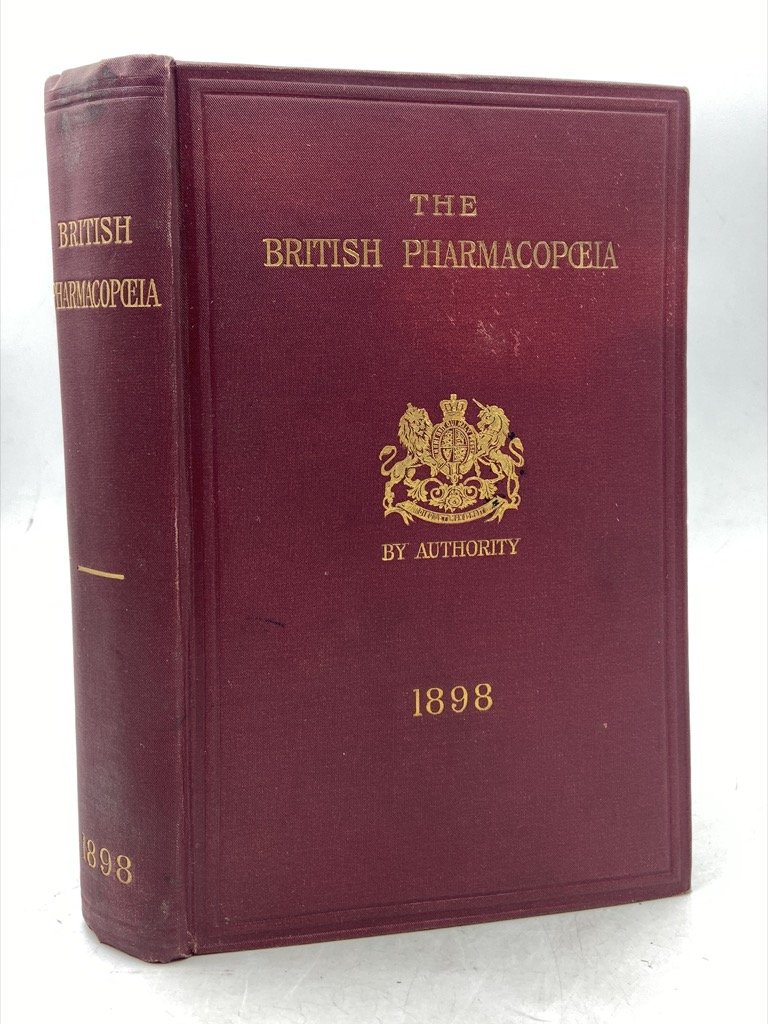 BRITISH
PHARMACOPŒIA
1898
THE
BRITISH PHARMACOPŒIA
BY AUTHORITY
1898